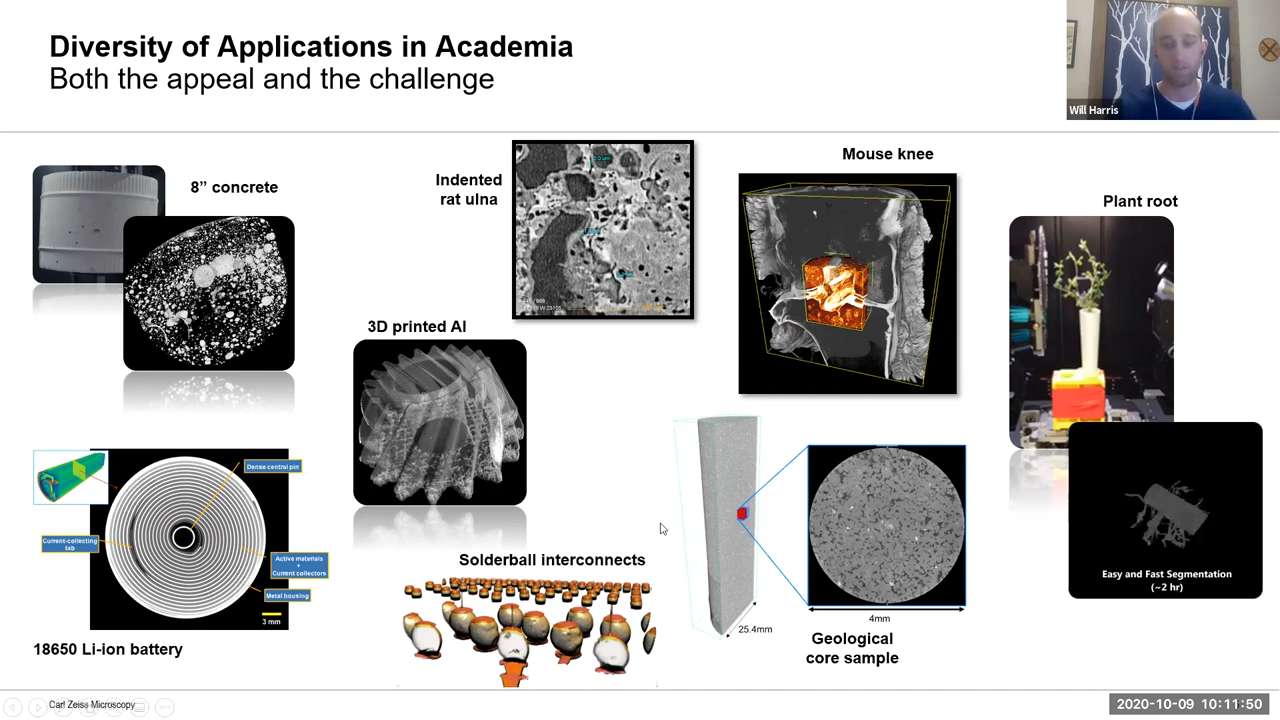 Diversity of Applications in Academia
Both the appeal and the challenge
Will Harris
8” concrete
Indented
rat ulna
Mouse knee
Plant root
3D printed Al
Dense central pin
Current-collecting
tab
Active materials
+
Current collectors
Metal housing
3 mm
18650 Li-ion battery
Solderball interconnects
25.4mm
4mm
Geological
core sample
Easy and Fast Segmentation
(~2 hr)
Carl Zeiss Microscopy
2020-10-09 10:11:50